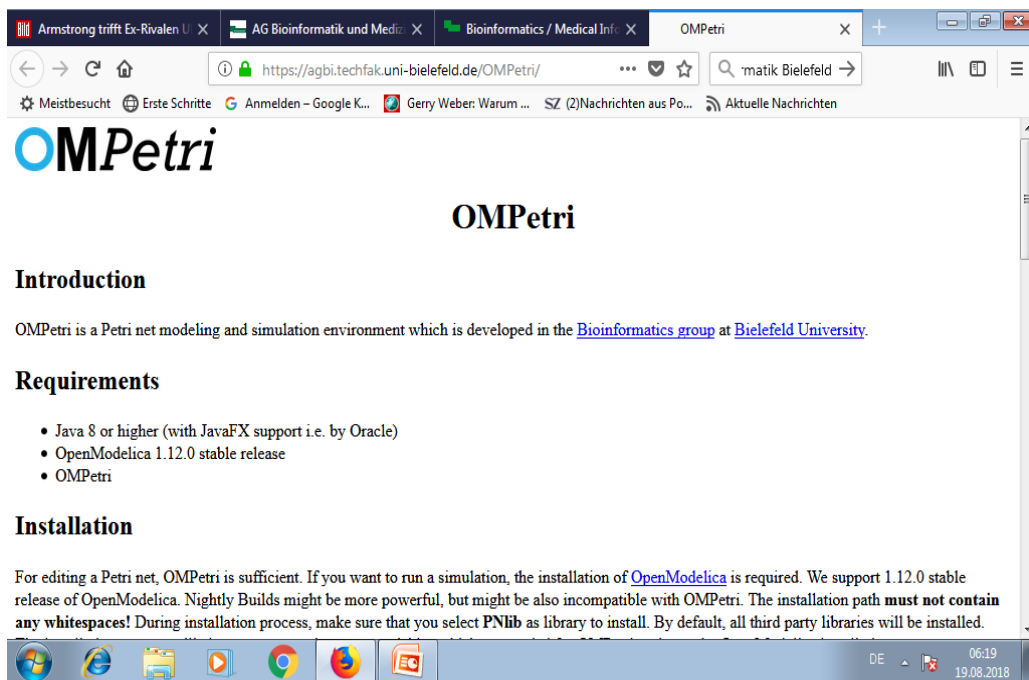 Bild Armstrong trifft Ex-Rivalen U AG Bioinformatik und Mediz Bioinformatics / Medical Info OMPetri
https://agbi.techfak.uni-bielefeld.de/OMPetri/ matik Bielefeld
Meistbesucht Erste Schritte G Anmelden – Google K... Gerry Weber: Warum ... SZ (2)Nachrichten aus Po... Aktuelle Nachrichten
OMPetri
OMPetri
Introduction
OMPetri is a Petri net modeling and simulation environment which is developed in the Bioinformatics group at Bielefeld University.
Requirements
• Java 8 or higher (with JavaFX support i.e. by Oracle)
• OpenModelica 1.12.0 stable release
• OMPetri
Installation
For editing a Petri net, OMPetri is sufficient. If you want to run a simulation, the installation of OpenModelica is required. We support 1.12.0 stable
release of OpenModelica. Nightly Builds might be more powerful, but might be also incompatible with OMPetri. The installation path must not contain
any whitespaces! During installation process, make sure that you select PNlib as library to install. By default, all third party libraries will be installed.
DE 06:19
19.08.2018